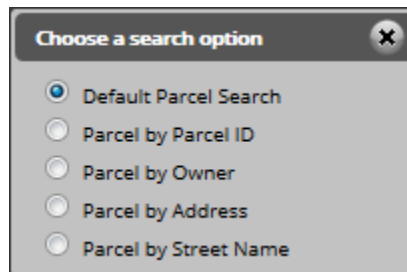 Choose a search option
Default Parcel Search
Parcel by Parcel ID
Parcel by Owner
Parcel by Address
Parcel by Street Name